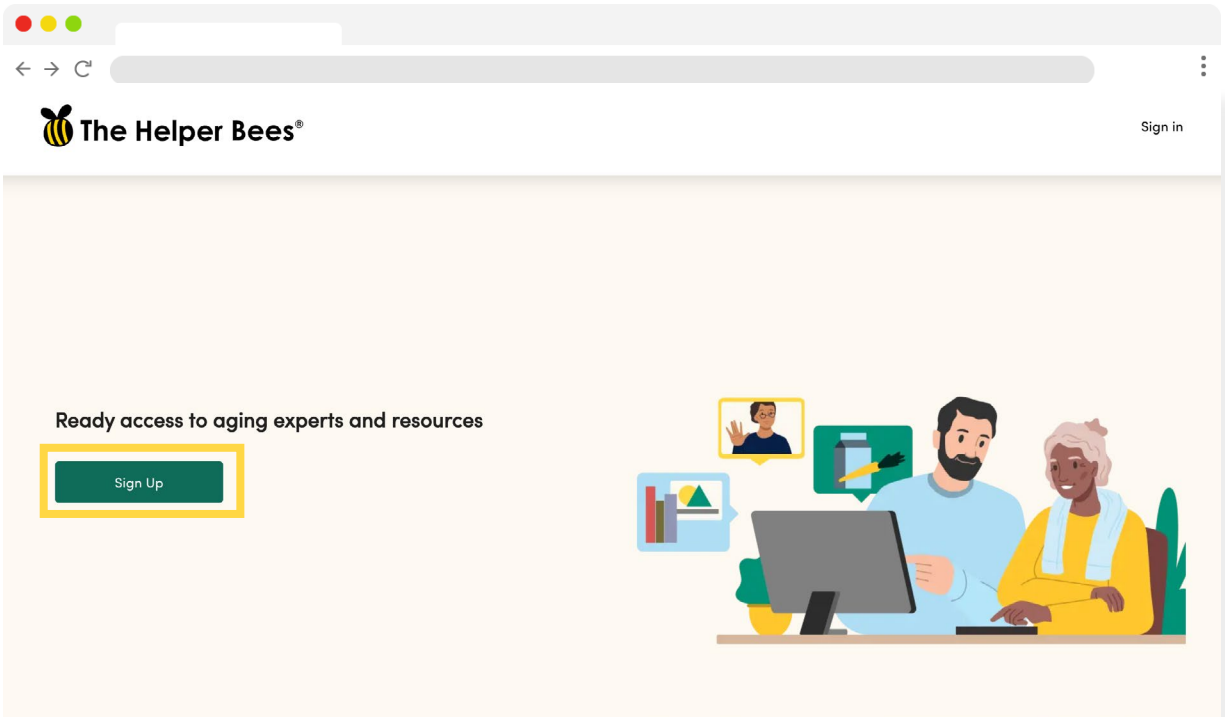 The Helper Bees®
Sign in
Ready access to aging experts and resources
Sign Up